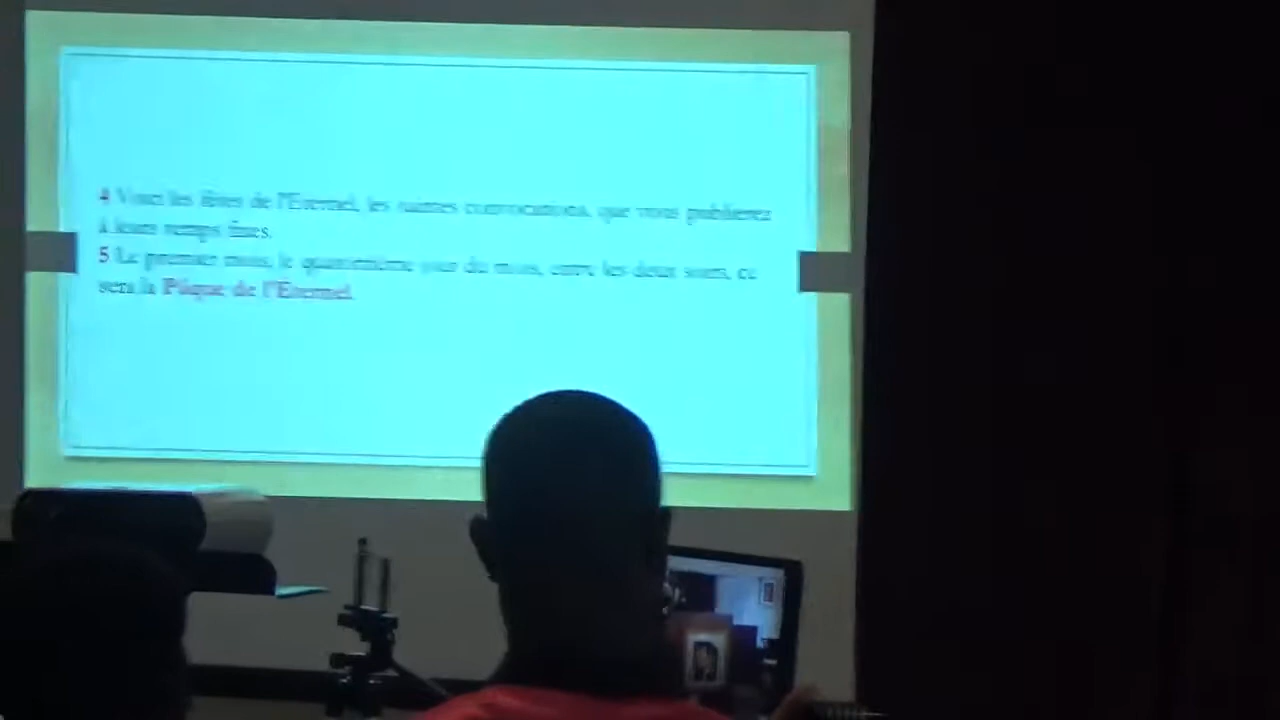 4 Voici les fêtes de l'Eternel, les saintes convocations, que vous publierez
à leurs temps fixes.
5 Le premier mois, le quatorzième jour du mois, entre les deux soirs, ce
sera la Pâque de l'Eternel.